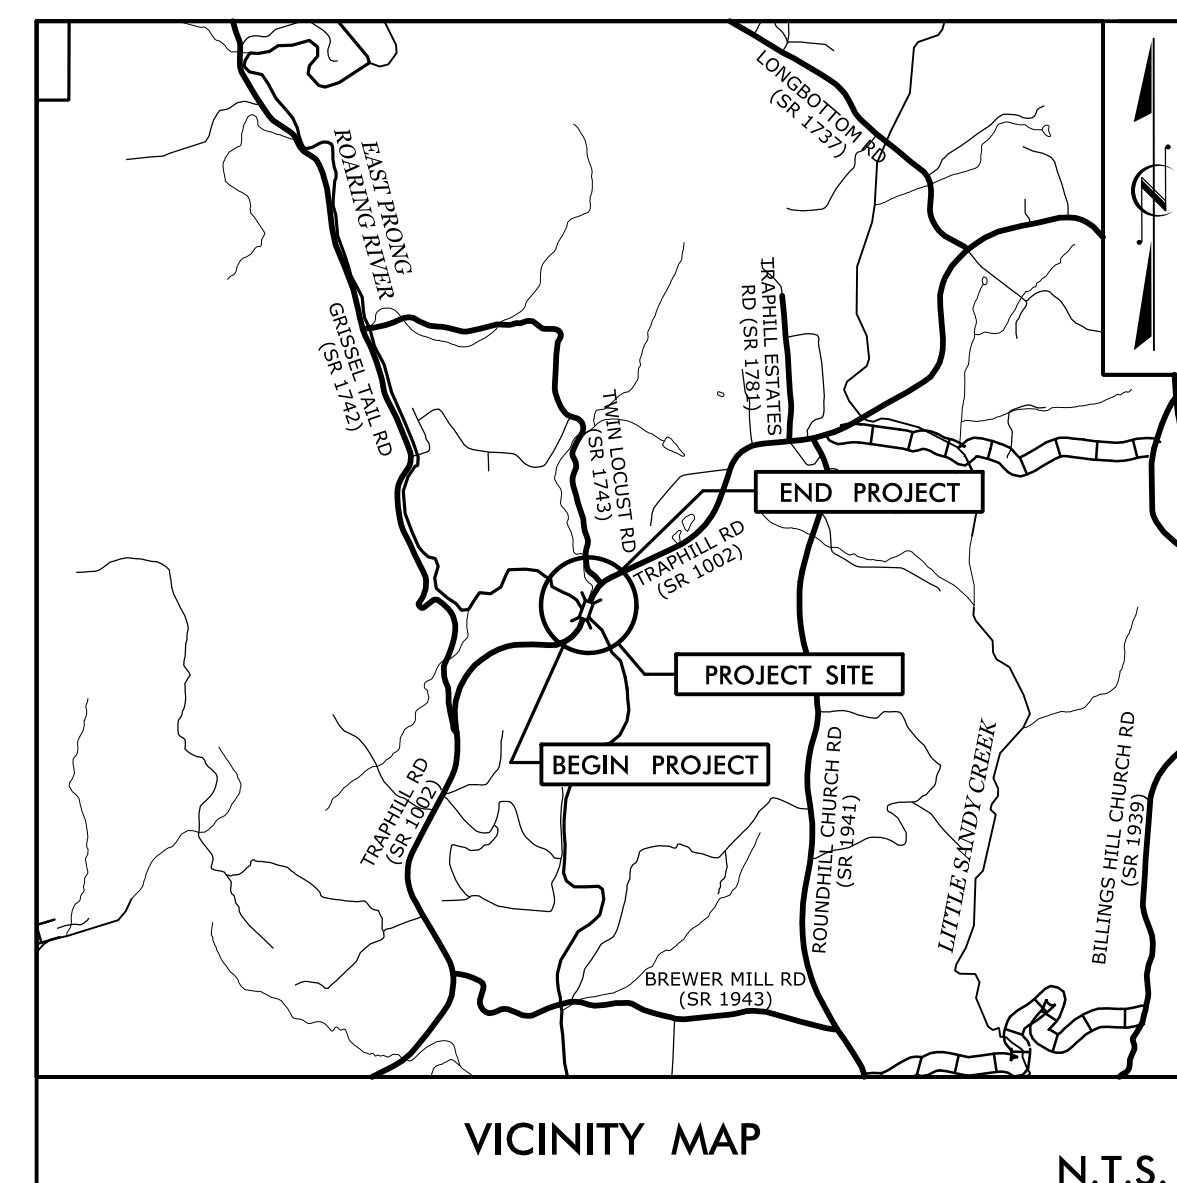 LONGBOTTOM RD
(SR 1737)
EAST PRONG
ROARING RIVER
GRISSEL TAIL RD
(SR 1742)
TRAPHILL ESTATES
RD (SR 1781)
TWIN LOCUST RD
(SR 1743)
END PROJECT
TRAPHILL RD
(SR 1002)
PROJECT SITE
BEGIN PROJECT
TRAPHILL RD
(SR 1002)
ROUNDHILL CHURCH RD
(SR 1941)
LITTLE SANDY CREEK
BILLINGS HILL CHURCH RD
(SR 1939)
BREWER MILL RD
(SR 1943)
VICINITY MAP
N.T.S.